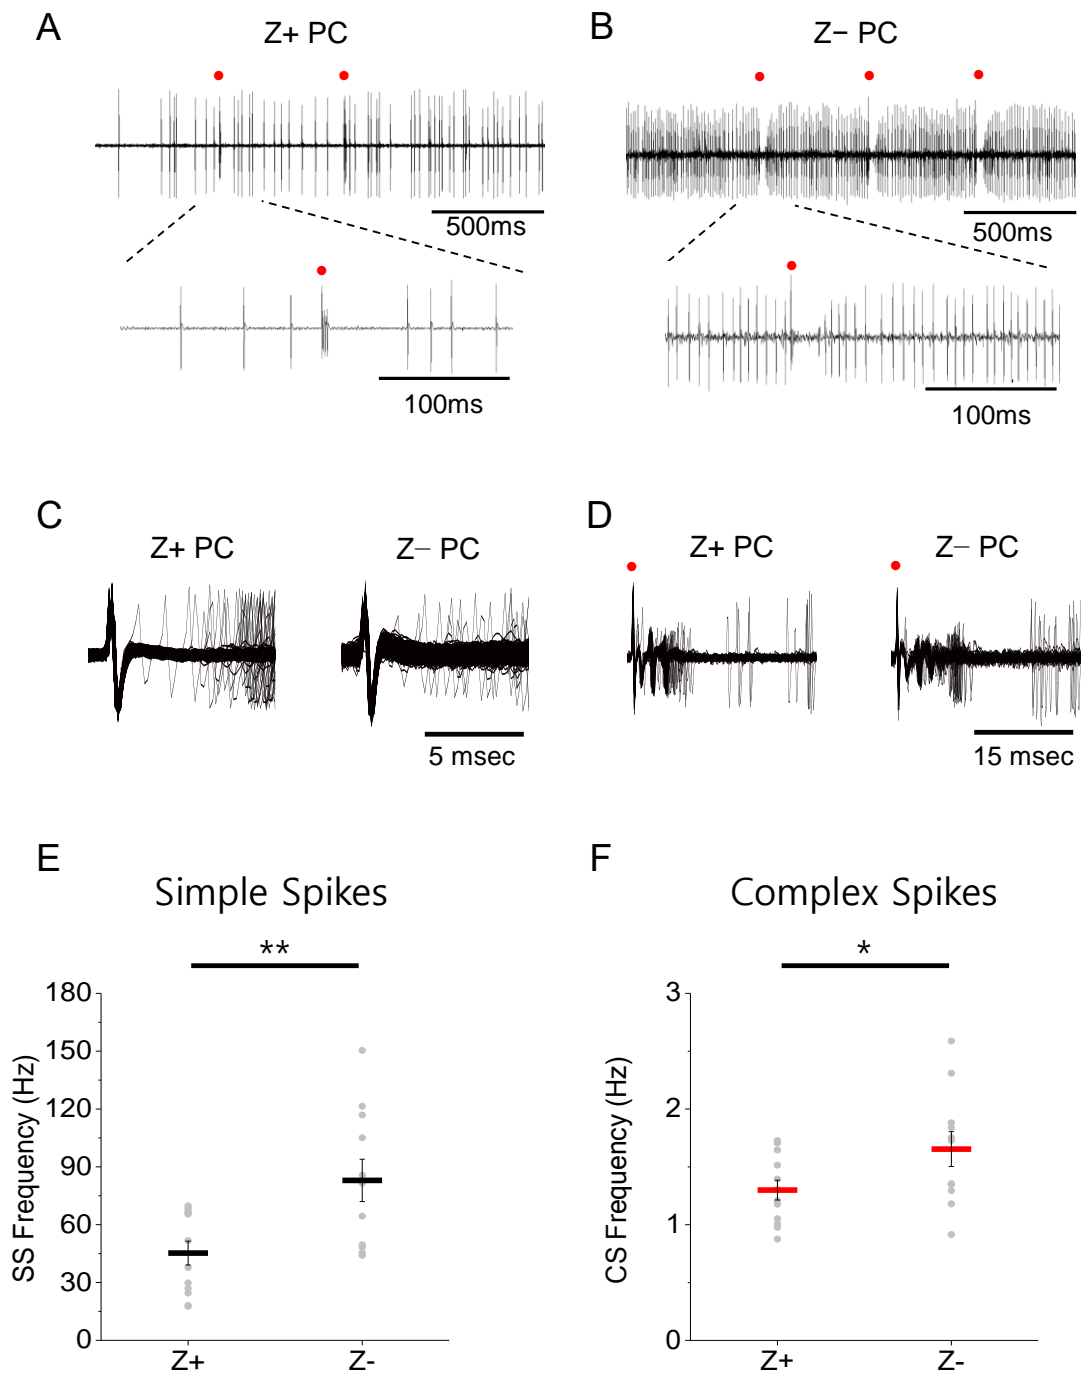 A
Z+ PC
500ms
100ms
B
Z− PC
500ms
100ms
C
Z+ PC
Z− PC
5 msec
D
Z+ PC
Z− PC
15 msec
E
Simple Spikes
**
SS Frequency (Hz)
180
150
120
90
60
30
0
Z+
Z-
F
Complex Spikes
*
CS Frequency (Hz)
3
2
1
0
Z+
Z-